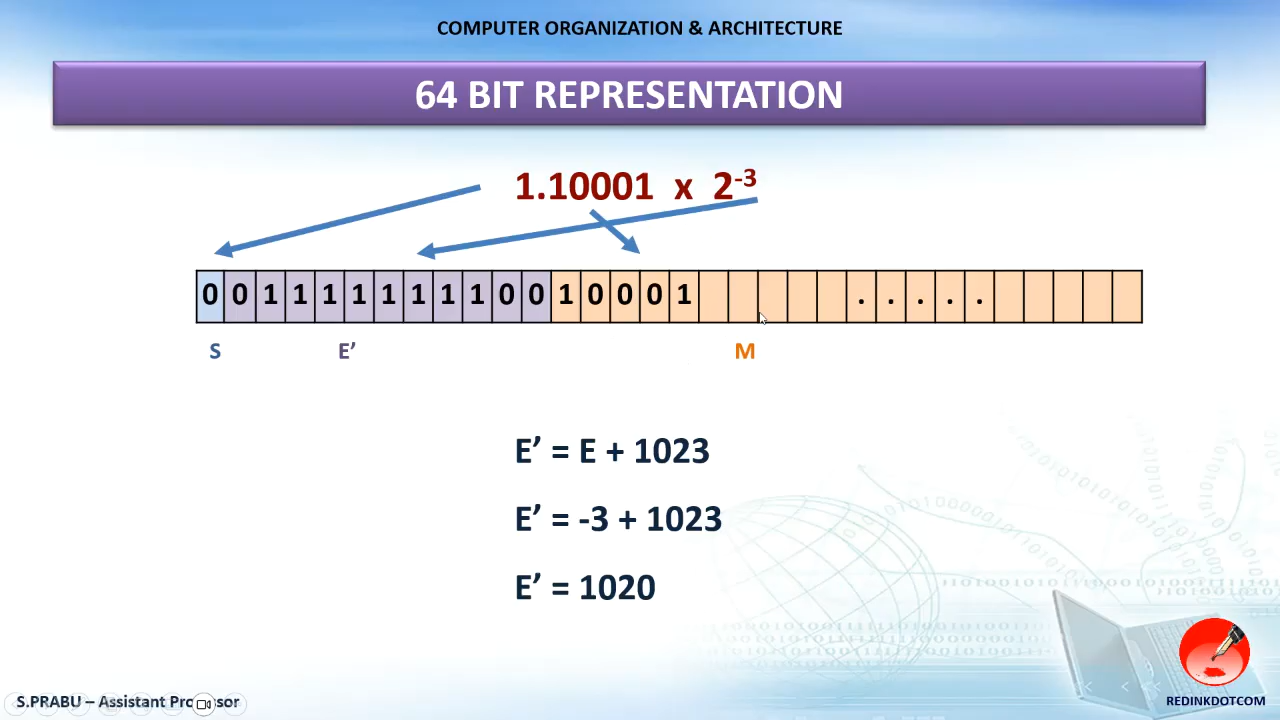 COMPUTER ORGANIZATION & ARCHITECTURE
64 BIT REPRESENTATION
1.10001 x 2⁻³
0 0 1 1 1 1 1 1 1 1 0 0 1 0 0 0 1 . . . . .
S E’ M
E’ = E + 1023
E’ = -3 + 1023
E’ = 1020
S.PRABU – Assistant Professor
REDINKDOTCOM